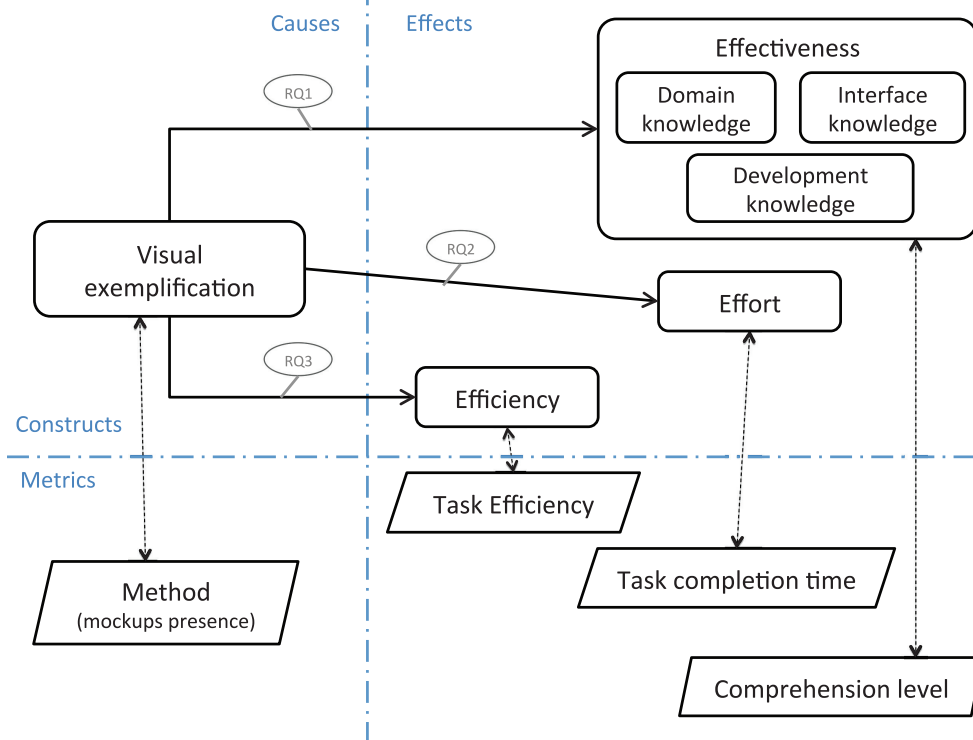 Causes
Effects
Effectiveness
Domain
knowledge
Interface
knowledge
Development
knowledge
RQ1
Visual
exemplification
RQ2
Effort
RQ3
Efficiency
Constructs
Metrics
Task Efficiency
Method
(mockups presence)
Task completion time
Comprehension level